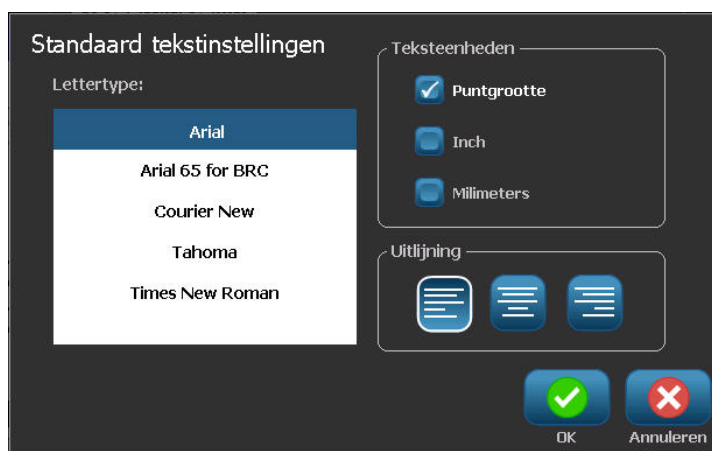 Standaard tekstinstellingen
Lettertype:
Arial
Arial 65 for BRC
Courier New
Tahoma
Times New Roman
Teksteenheden
Puntgrootte
Inch
Milimeters
Uitlijning
OK
Annuleren